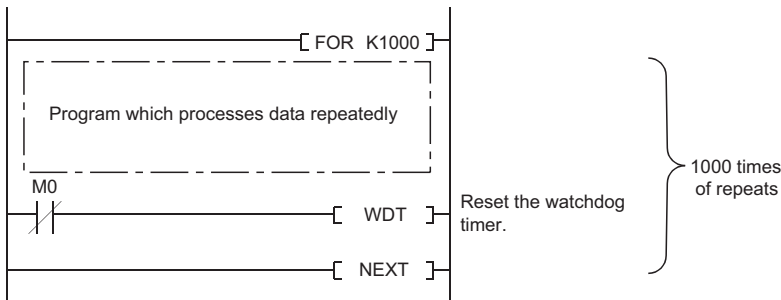 FOR K1000
Program which processes data repeatedly
M0
WDT
Reset the watchdog
timer.
NEXT
1000 times
of repeats